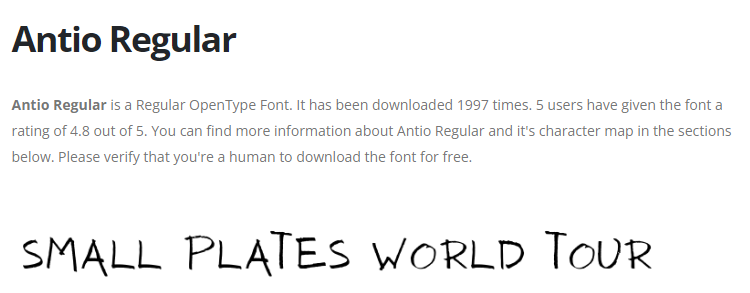 Antio Regular
Antio Regular is a Regular OpenType Font. It has been downloaded 1997 times. 5 users have given the font a
rating of 4.8 out of 5. You can find more information about Antio Regular and it's character map in the sections
below. Please verify that you're a human to download the font for free.
SMALL PLATES WORLD TOUR